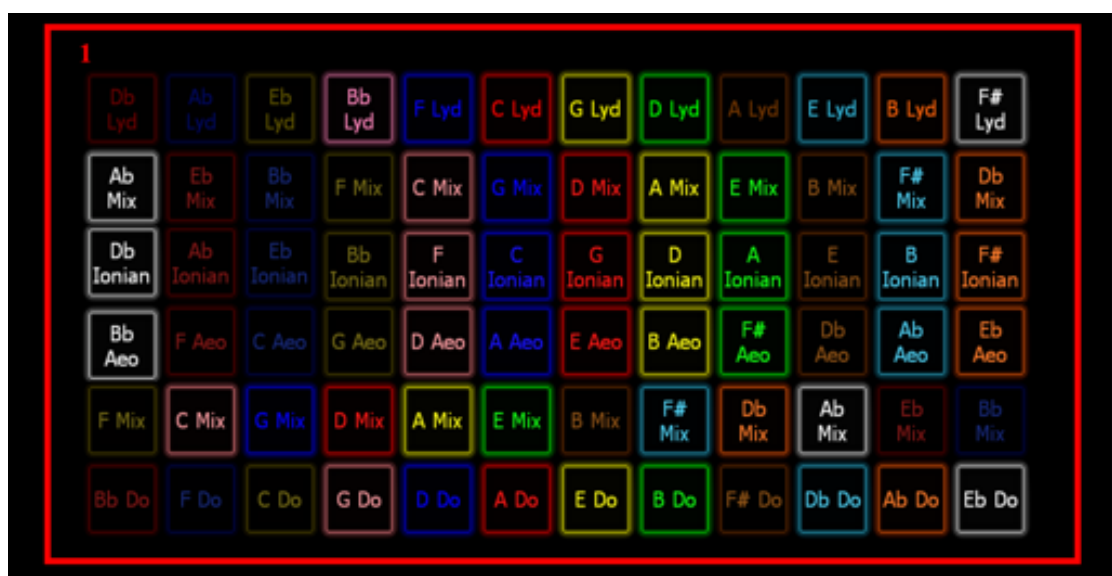 1
Db Lyd Ab Lyd Eb Lyd Bb Lyd F Lyd C Lyd G Lyd D Lyd A Lyd E Lyd B Lyd F# Lyd
Ab Mix Eb Mix Bb Mix F Mix C Mix G Mix D Mix A Mix E Mix B Mix F# Mix Db Mix
Db Ionian Ab Ionian Eb Ionian Bb Ionian F Ionian C Ionian G Ionian D Ionian A Ionian E Ionian B Ionian F# Ionian
Bb Aeo F Aeo C Aeo G Aeo D Aeo A Aeo E Aeo B Aeo F# Aeo Db Aeo Ab Aeo Eb Aeo
F Mix C Mix G Mix D Mix A Mix E Mix B Mix F# Mix Db Mix Ab Mix Eb Mix Bb Mix
Bb Do F Do C Do G Do D Do A Do E Do B Do F# Do Db Do Ab Do Eb Do